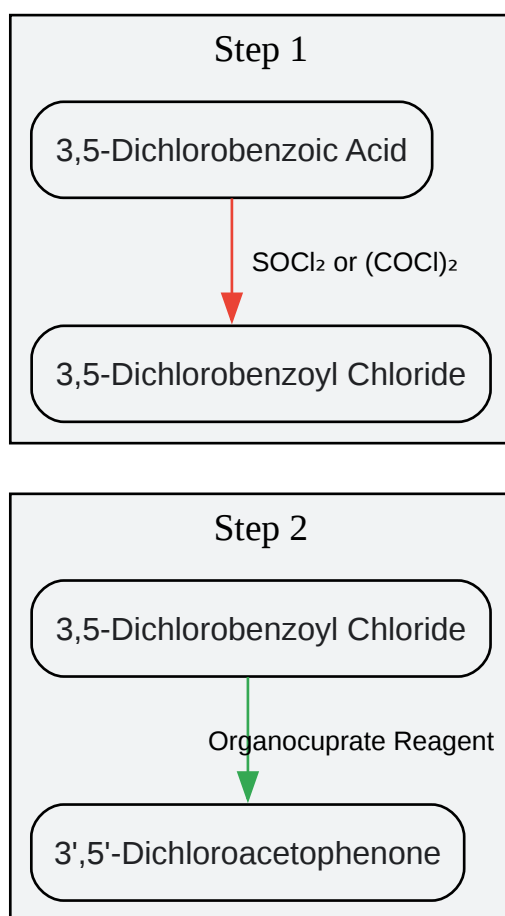 Step 1
3,5-Dichlorobenzoic Acid
SOCl₂ or (COCl)₂
3,5-Dichlorobenzoyl Chloride
Step 2
3,5-Dichlorobenzoyl Chloride
Organocuprate Reagent
3',5'-Dichloroacetophenone